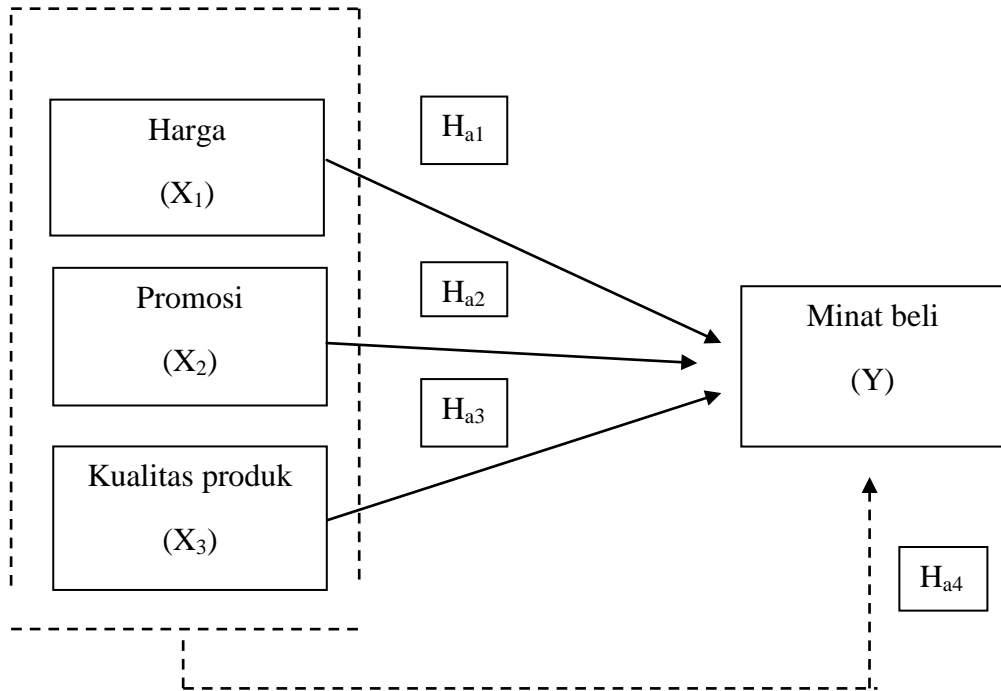 Harga
(X₁)
Hₐ₁
Promosi
(X₂)
Hₐ₂
Minat beli
(Y)
Kualitas produk
(X₃)
Hₐ₃
Hₐ₄